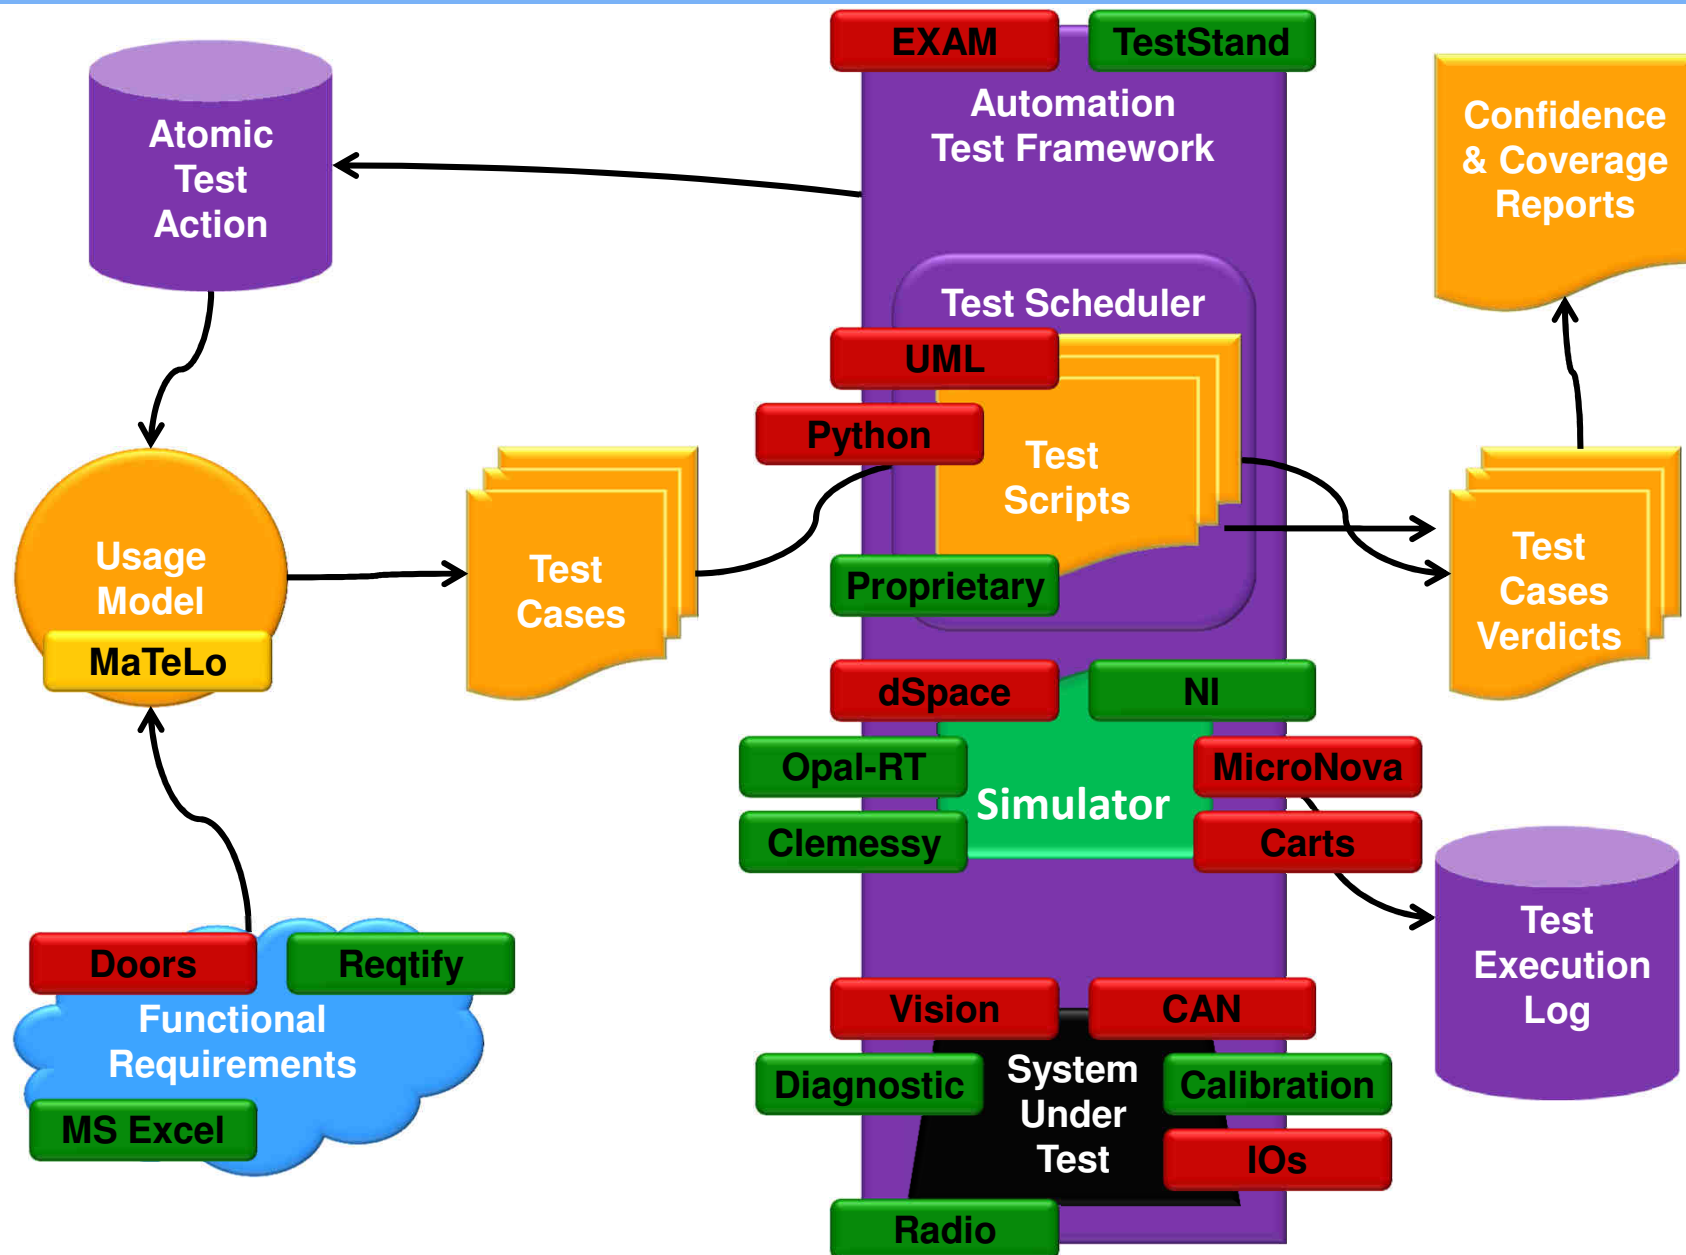 EXAM
TestStand
Automation
Test Framework
Atomic
Test
Action
Confidence
& Coverage
Reports
Test Scheduler
UML
Python
Test
Scripts
Proprietary
Usage
Model
MaTeLo
Test
Cases
Test
Cases
Verdicts
dSpace
NI
Opal-RT
MicroNova
Simulator
Clemessy
Carts
Test
Execution
Log
Doors
Reqtify
Functional
Requirements
MS Excel
Vision
CAN
Diagnostic
System
Under
Test
Calibration
IOs
Radio